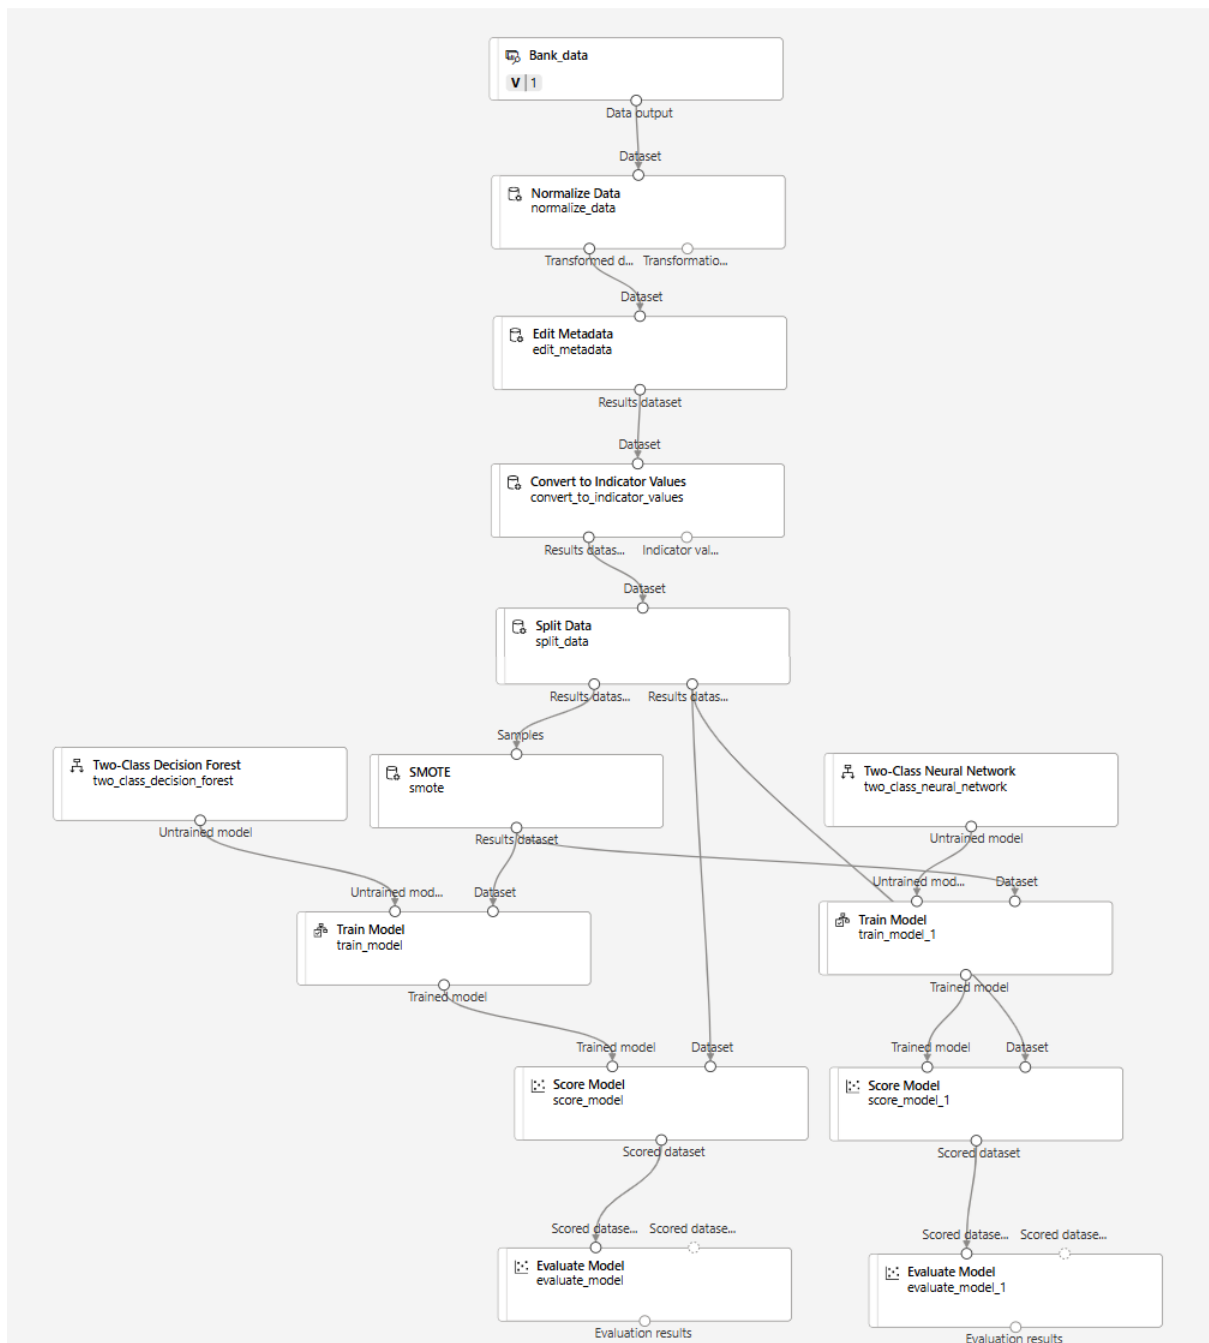 Bank_data
V | 1
Data output
Dataset
Normalize Data
normalize_data
Transformed d... Transformatio...
Dataset
Edit Metadata
edit_metadata
Results dataset
Dataset
Convert to Indicator Values
convert_to_indicator_values
Results datas... Indicator val...
Dataset
Split Data
split_data
Results datas... Results datas...
Samples
Two-Class Decision Forest
two_class_decision_forest
Untrained model
SMOTE
smote
Results dataset
Two-Class Neural Network
two_class_neural_network
Untrained model
Untrained mod... Dataset
Train Model
train_model
Trained model
Untrained mod... Dataset
Train Model
train_model_1
Trained model
Trained model Dataset
Score Model
score_model
Scored dataset
Trained model Dataset
Score Model
score_model_1
Scored dataset
Scored datase... Scored datase...
Evaluate Model
evaluate_model
Evaluation results
Scored datase... Scored datase...
Evaluate Model
evaluate_model_1
Evaluation results